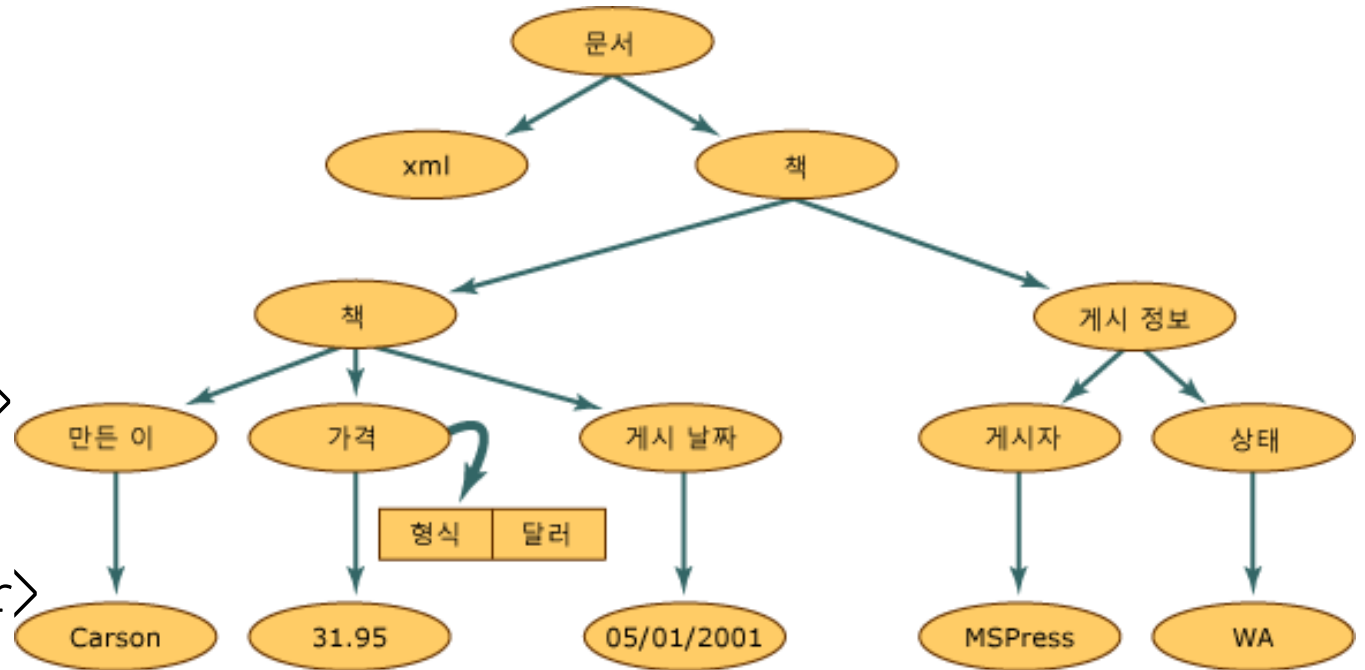 문서
xml
책
책
게시 정보
>
만든 이
가격
게시 날짜
게시자
상태
형식
달러
>
Carson
31.95
05/01/2001
MSPress
WA